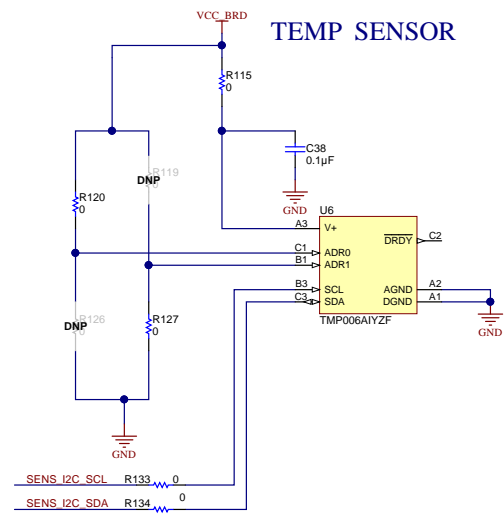 VCC_BRD
TEMP SENSOR
R115
0
R119
0
DNP
C38
0.1µF
R120
0
GND
U6
A3 V+
DRDY C2
C1 ADR0
B1 ADR1
B3 SCL
AGND A2
C3 SDA
DGND A1
TMP006AIYZF
R126
0
DNP
R127
0
GND
GND
SENS_I2C_SCL R133 0
SENS_I2C_SDA R134 0